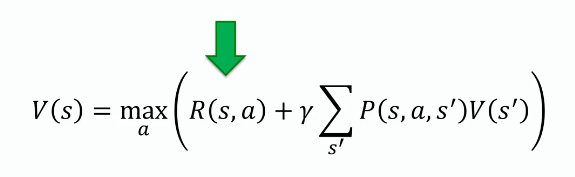 V(s) = max_a ( R(s, a) + γ ∑_{s′} P(s, a, s′)V(s′) )